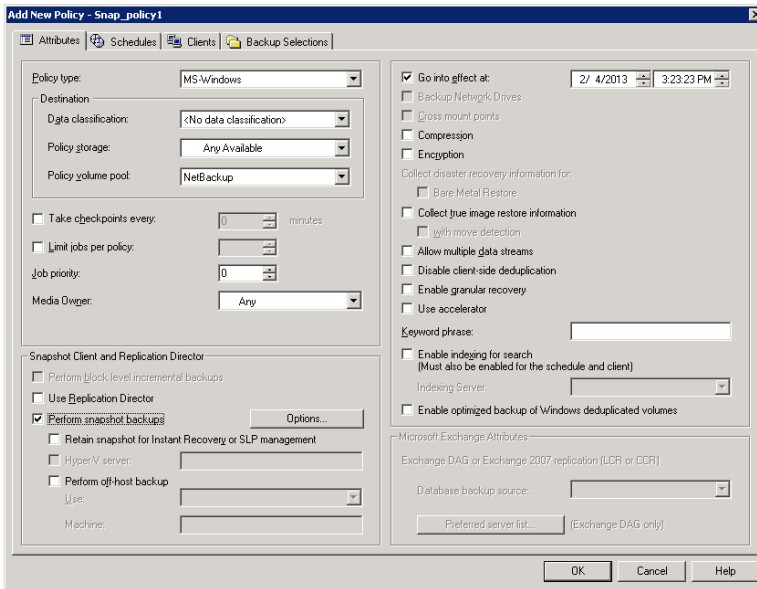 Add New Policy - Snap_policy1
Attributes
Schedules
Clients
Backup Selections
Policy type:
MS-Windows
Destination
Data classification:
<No data classification>
Policy storage:
Any Available
Policy volume pool:
NetBackup
Take checkpoints every:
0
minutes
Limit jobs per policy:
Job priority:
0
Media Owner:
Any
Snapshot Client and Replication Director
Perform block level incremental backups
Use Replication Director
Perform snapshot backups
Options...
Retain snapshot for Instant Recovery or SLP management
Hyper-V server:
Perform off-host backup
Use:
Machine:
Go into effect at:
2/ 4/2013
3:23:23 PM
Backup Network Drives
Cross mount points
Compression
Encryption
Collect disaster recovery information for:
Bare Metal Restore
Collect true image restore information
with move detection
Allow multiple data streams
Disable client-side deduplication
Enable granular recovery
Use accelerator
Keyword phrase:
Enable indexing for search
(Must also be enabled for the schedule and client)
Indexing Server:
Enable optimized backup of Windows deduplicated volumes
Microsoft Exchange Attributes
Exchange DAG or Exchange 2007 replication (LCR or CCR)
Database backup source:
Preferred server list...
(Exchange DAG only)
OK
Cancel
Help